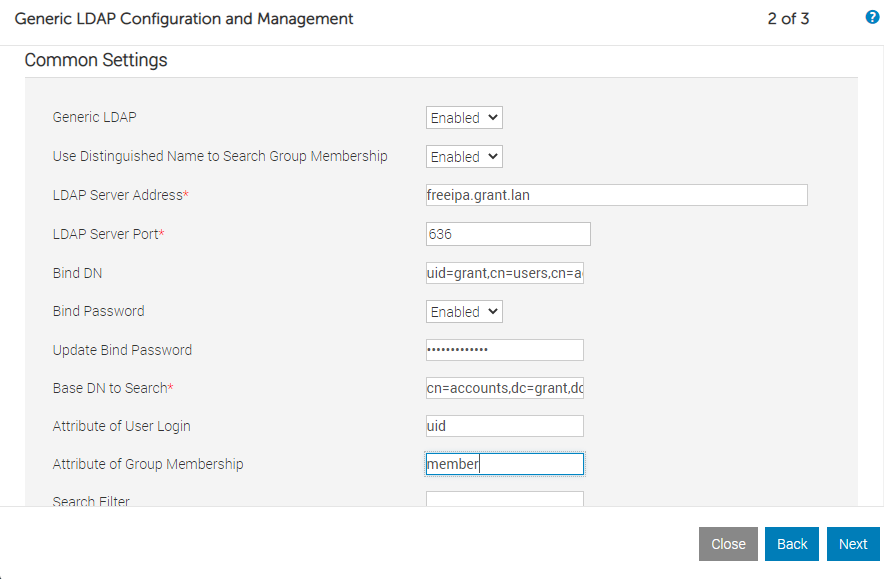 Generic LDAP Configuration and Management 2 of 3 ?
Common Settings
Generic LDAP Enabled
Use Distinguished Name to Search Group Membership Enabled
LDAP Server Address* freeipa.grant.lan
LDAP Server Port* 636
Bind DN uid=grant,cn=users,cn=a
Bind Password Enabled
Update Bind Password •••••••••••••
Base DN to Search* cn=accounts,dc=grant,dc
Attribute of User Login uid
Attribute of Group Membership member
Search Filter
Close Back Next